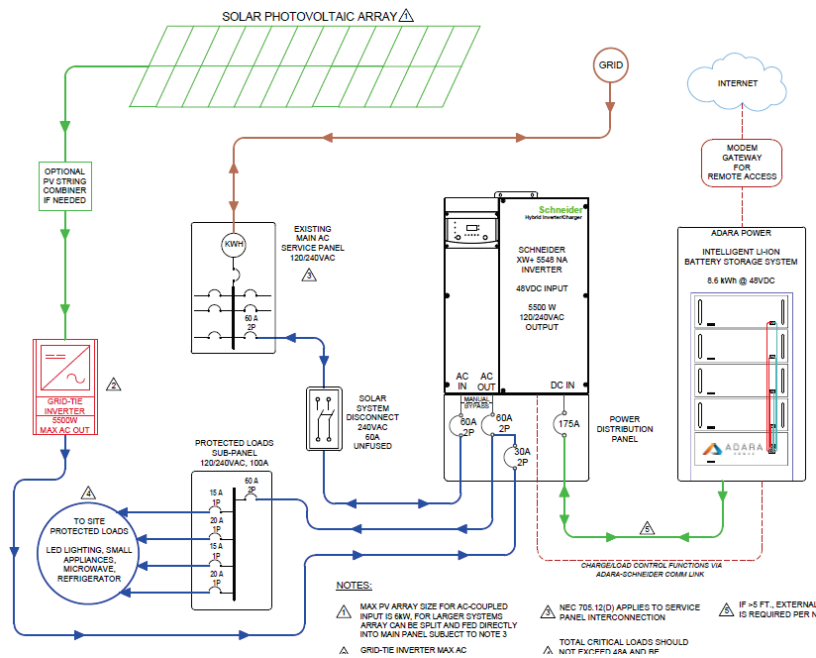 SOLAR PHOTOVOLTAIC ARRAY 1
GRID
INTERNET
MODEM
GATEWAY
FOR
REMOTE ACCESS
OPTIONAL
PV STRING
COMBINER
IF NEEDED
KWH
EXISTING
MAIN AC
SERVICE PANEL
120/240VAC
3
60 A
2P
Schneider
Hybrid Inverter/Charger
SCHNEIDER
XW+ 5548 NA
INVERTER
48VDC INPUT
5500 W
120/240VAC
OUTPUT
AC
IN
AC
OUT
DC IN
MANUAL
BYPASS
60A
2P
60A
2P
30A
2P
175A
POWER
DISTRIBUTION
PANEL
ADARA POWER
INTELLIGENT LI-ION
BATTERY STORAGE SYSTEM
8.6 kWh @ 48VDC
ADARA
POWER
GRID-TIE
INVERTER
5500W
MAX AC OUT
2
SOLAR
SYSTEM
DISCONNECT
240VAC
60A
UNFUSED
PROTECTED LOADS
SUB-PANEL
120/240VAC, 100A
60 A
2P
15 A
1P
20 A
1P
15 A
1P
20 A
1P
4
TO SITE
PROTECTED LOADS
LED LIGHTING, SMALL
APPLIANCES,
MICROWAVE,
REFRIGERATOR
5
CHARGE/LOAD CONTROL FUNCTIONS VIA
ADARA-SCHNEIDER COMM LINK
NOTES:
1 MAX PV ARRAY SIZE FOR AC-COUPLED
INPUT IS 6kW, FOR LARGER SYSTEMS
ARRAY CAN BE SPLIT AND FED DIRECTLY
INTO MAIN PANEL SUBJECT TO NOTE 3
GRID-TIE INVERTER MAX AC
3 NEC 705.12(D) APPLIES TO SERVICE
PANEL INTERCONNECTION
TOTAL CRITICAL LOADS SHOULD
NOT EXCEED 48A AND BE
IF >5 FT., EXTERNAL
IS REQUIRED PER